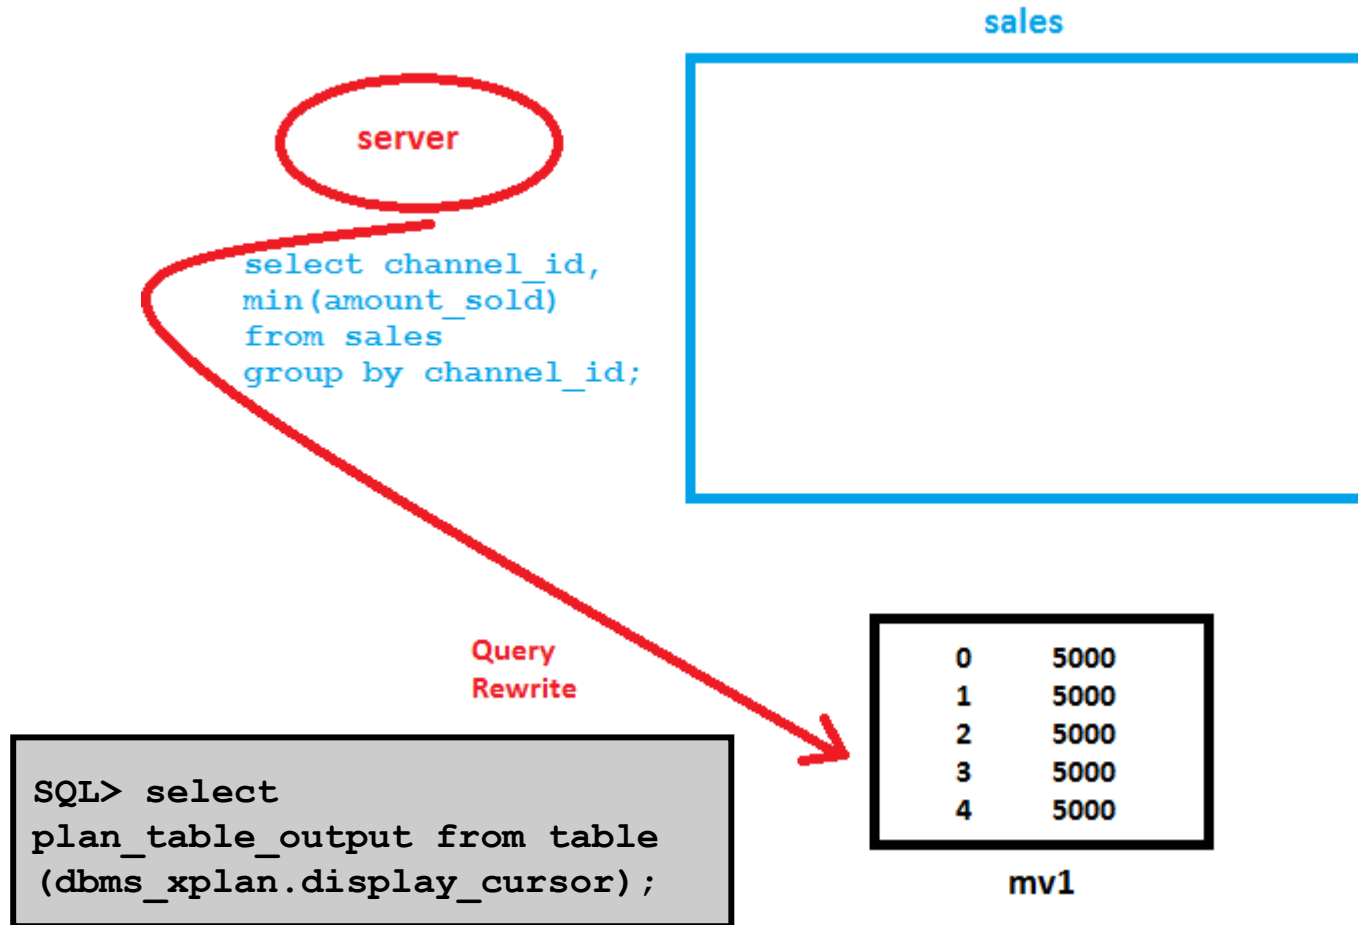 sales
server
select channel_id,
min(amount_sold)
from sales
group by channel_id;
Query
Rewrite
0 5000
1 5000
2 5000
3 5000
4 5000
mv1
SQL> select
plan_table_output from table
(dbms_xplan.display_cursor);